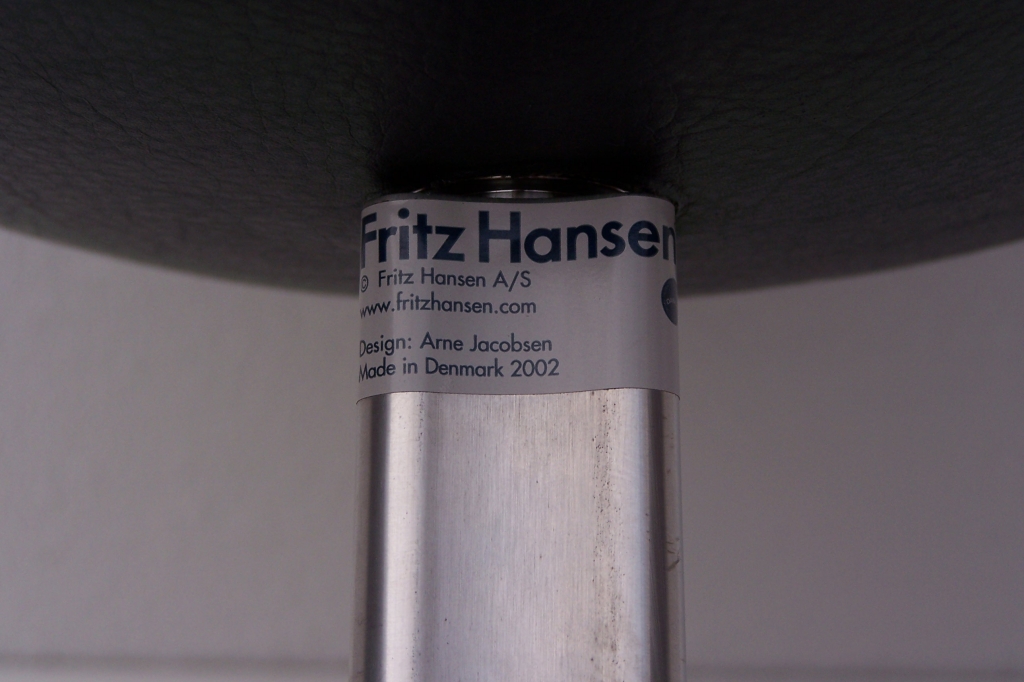 Fritz Hansen
© Fritz Hansen A/S
www.fritzhansen.com
Design: Arne Jacobsen
Made in Denmark 2002